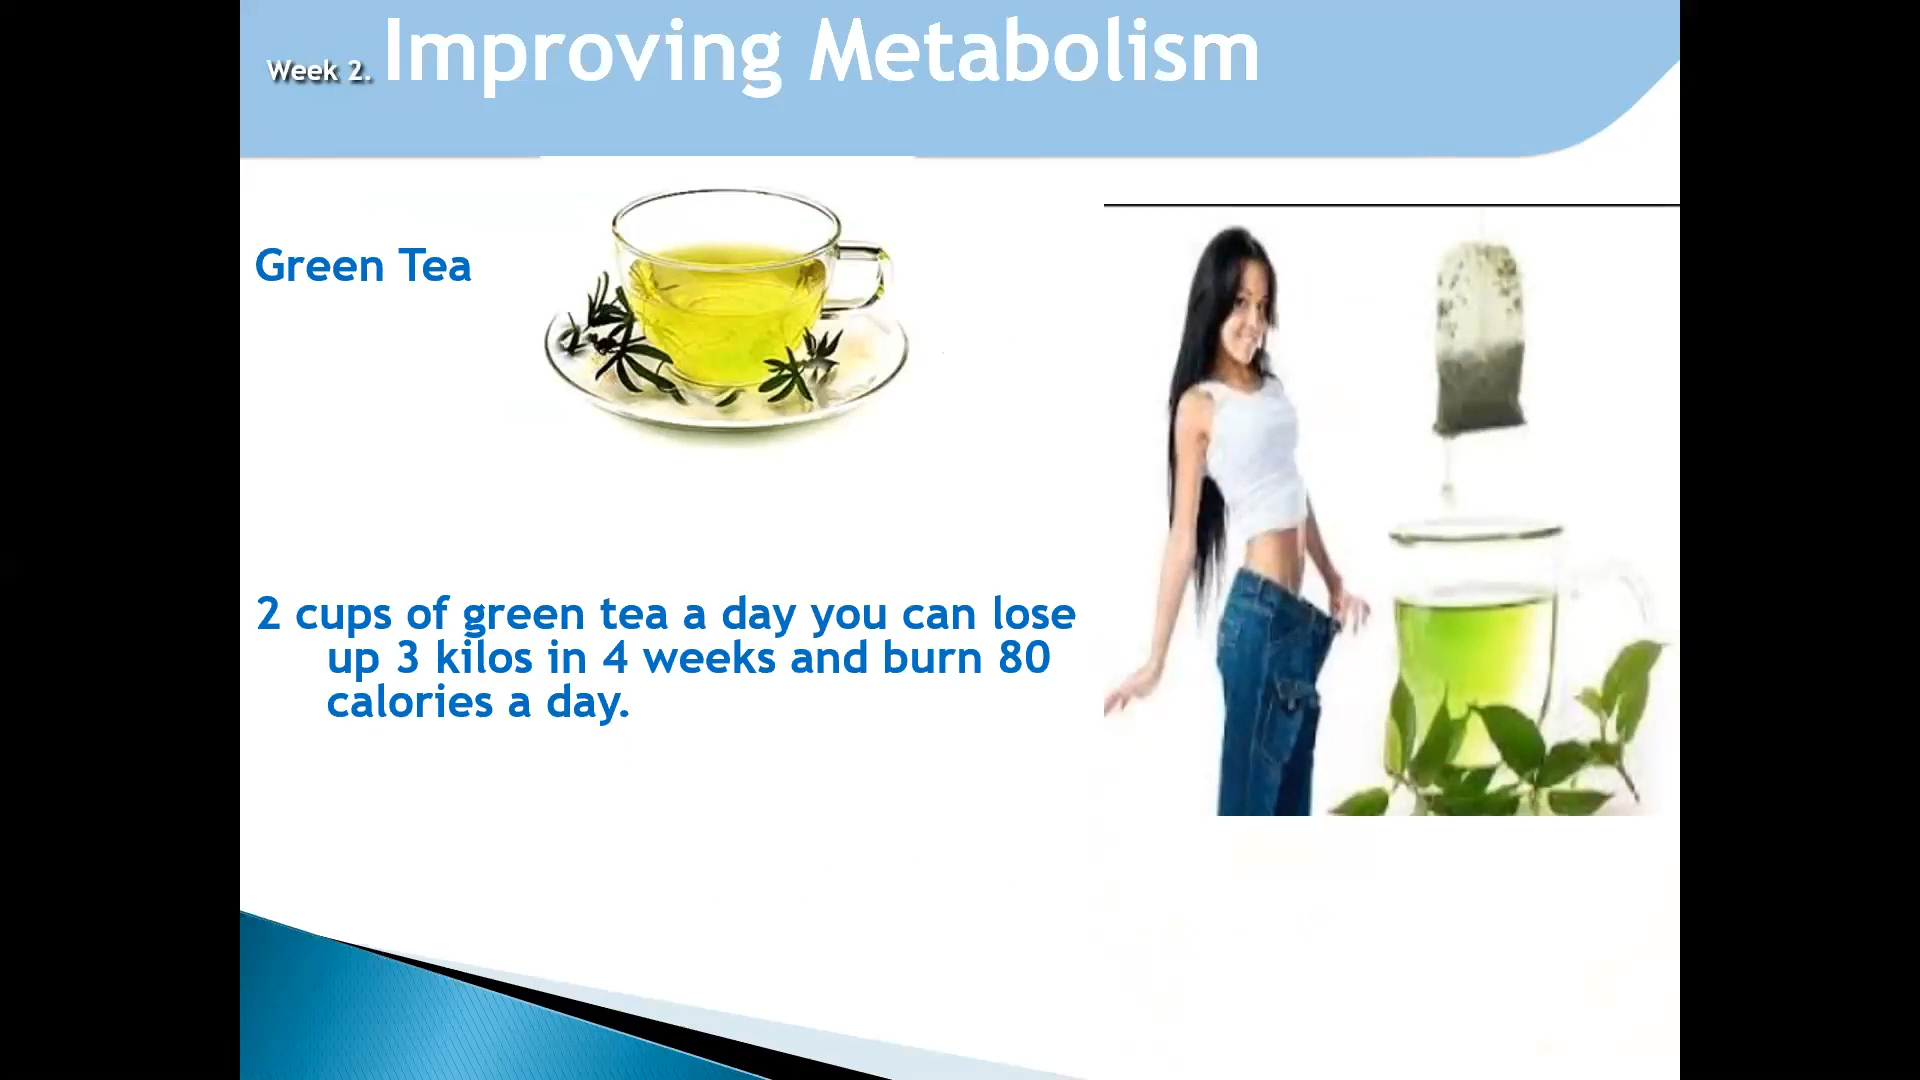 Week 2. Improving Metabolism
Green Tea
2 cups of green tea a day you can lose
up 3 kilos in 4 weeks and burn 80
calories a day.